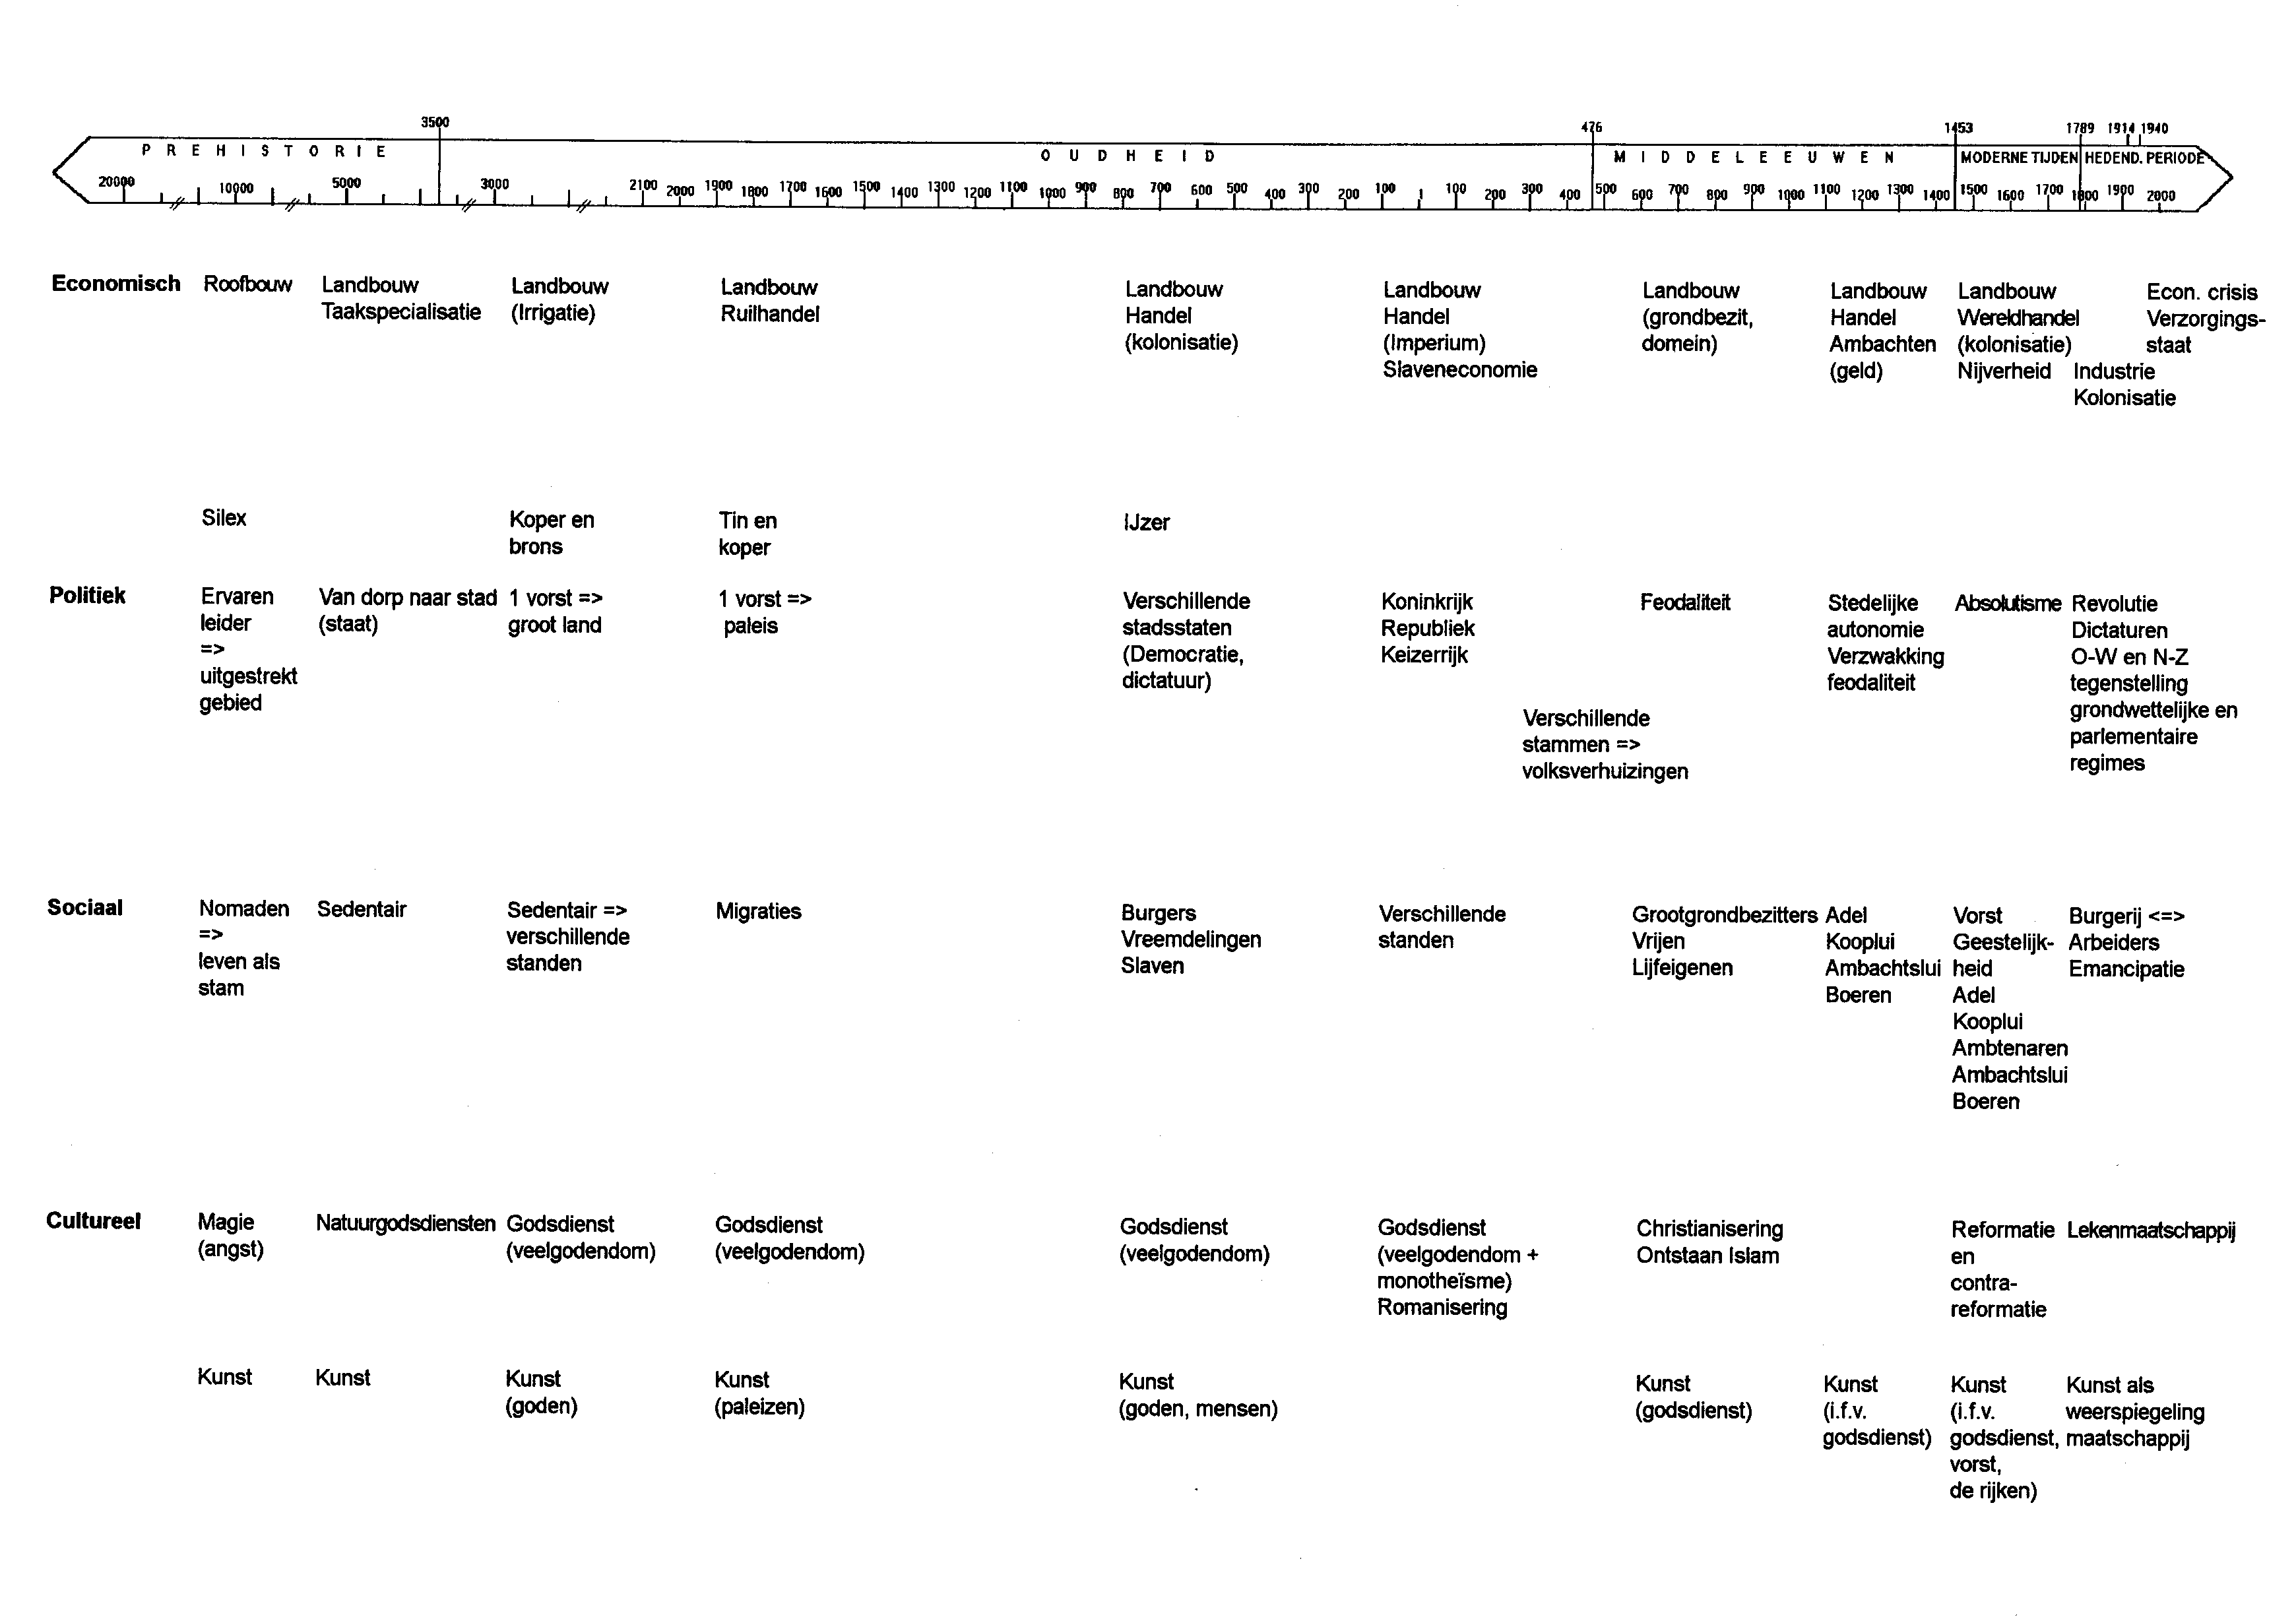 3500 476 1453 1789 1914 1940
PREHISTORIE OUDHEID MIDDELEEUWEN MODERNE TIJDEN HEDEND. PERIODE
20000 10000 5000 3000 2100 2000 1900 1800 1700 1600 1500 1400 1300 1200 1100 1000 900 800 700 600 500 400 300 200 100 1 100 200 300 400 500 600 700 800 900 1000 1100 1200 1300 1400 1500 1600 1700 1800 1900 2000
Economisch
Roofbouw
Landbouw
Taakspecialisatie
Landbouw
(Irrigatie)
Landbouw
Ruilhandel
Landbouw
Handel
(kolonisatie)
Landbouw
Handel
(Imperium)
Slaveneconomie
Landbouw
(grondbezit,
domein)
Landbouw
Handel
Ambachten
(geld)
Landbouw
Wereldhandel
(kolonisatie)
Nijverheid
Industrie
Kolonisatie
Econ. crisis
Verzorgings-
staat
Silex
Koper en
brons
Tin en
koper
IJzer
Politiek
Ervaren
leider
=>
uitgestrekt
gebied
Van dorp naar stad
(staat)
1 vorst =>
groot land
1 vorst =>
paleis
Verschillende
stadsstaten
(Democratie,
dictatuur)
Koninkrijk
Republiek
Keizerrijk
Verschillende
stammen =>
volksverhuizingen
Feodaliteit
Stedelijke
autonomie
Verzwakking
feodaliteit
Absolutisme
Revolutie
Dictaturen
O-W en N-Z
tegenstelling
grondwettelijke en
parlementaire
regimes
Sociaal
Nomaden
=>
leven als
stam
Sedentair
Sedentair =>
verschillende
standen
Migraties
Burgers
Vreemdelingen
Slaven
Verschillende
standen
Grootgrondbezitters
Vrijen
Lijfeigenen
Adel
Kooplui
Ambachtslui
Boeren
Vorst
Geestelijk-
heid
Adel
Kooplui
Ambtenaren
Ambachtslui
Boeren
Burgerij <=>
Arbeiders
Emancipatie
Cultureel
Magie
(angst)
Natuurgodsdiensten
Godsdienst
(veelgodendom)
Godsdienst
(veelgodendom)
Godsdienst
(veelgodendom)
Godsdienst
(veelgodendom +
monotheïsme)
Romanisering
Christianisering
Ontstaan Islam
Reformatie
en
contra-
reformatie
Lekenmaatschappij
Kunst
Kunst
Kunst
(goden)
Kunst
(paleizen)
Kunst
(goden, mensen)
Kunst
(godsdienst)
Kunst
(i.f.v.
godsdienst)
Kunst
(i.f.v.
godsdienst,
vorst,
de rijken)
Kunst als
weerspiegeling
maatschappij